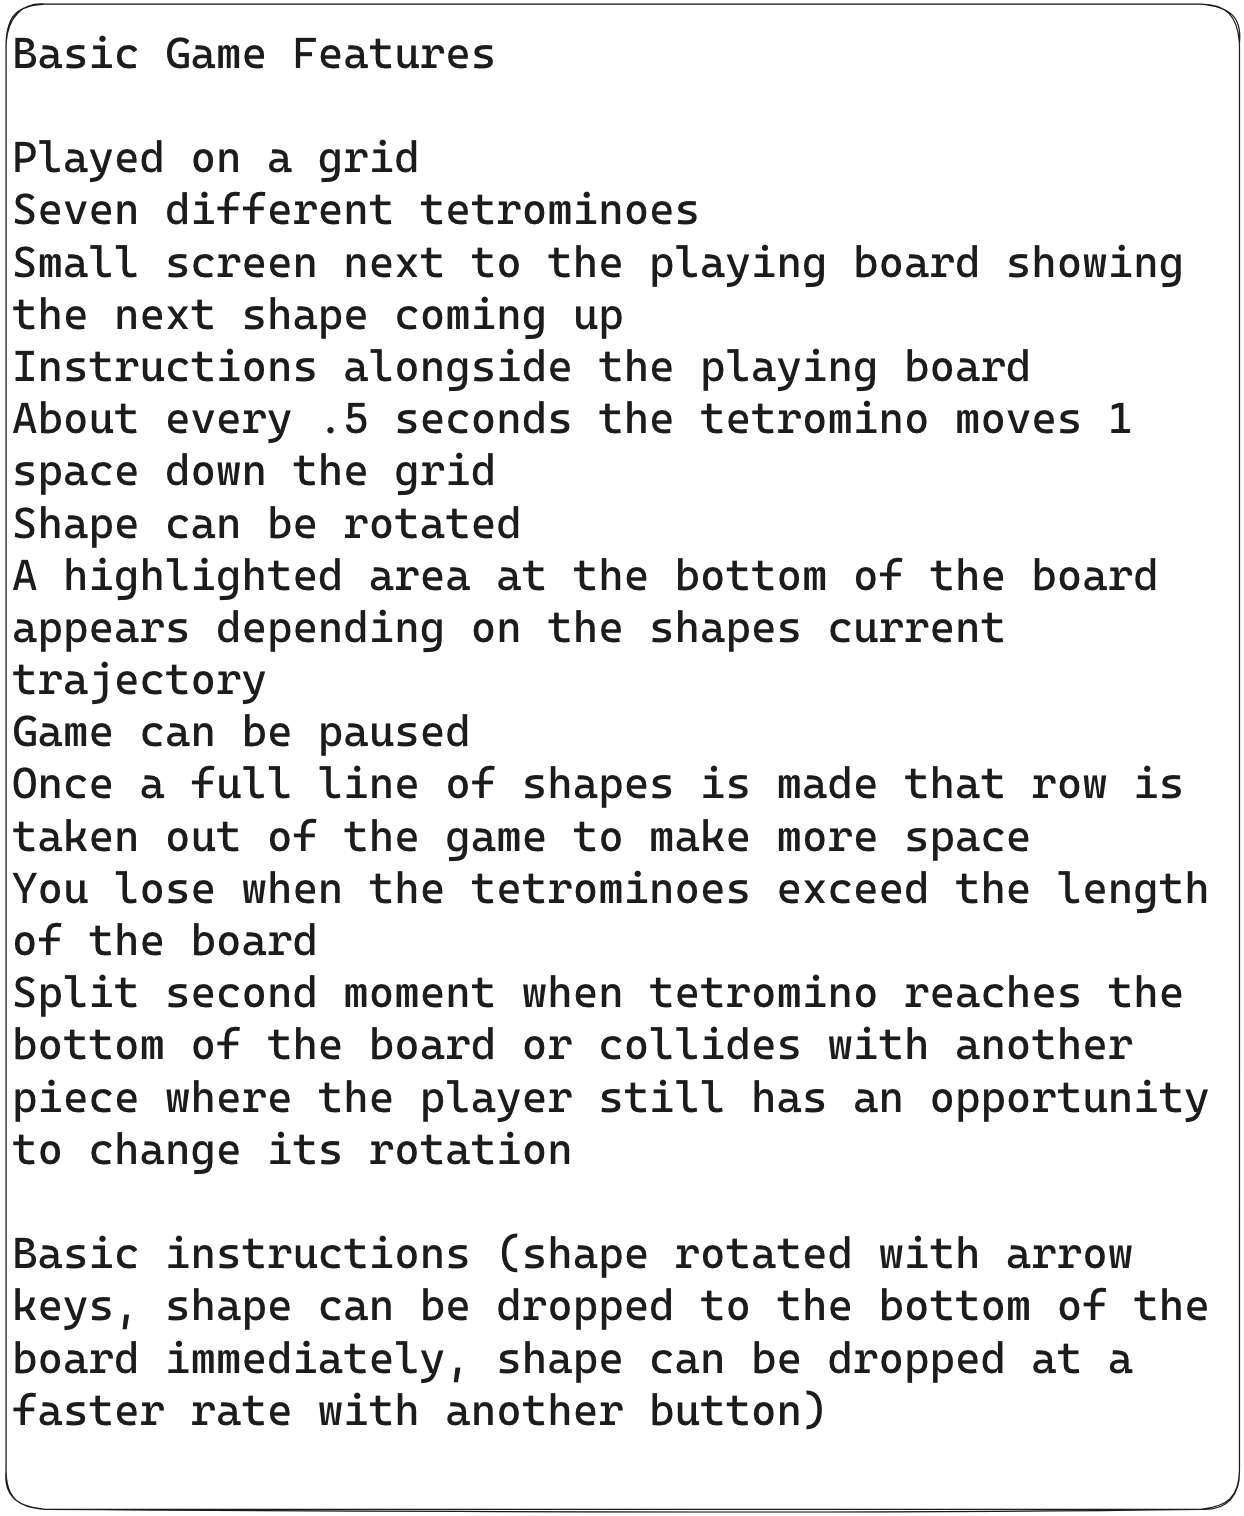 Basic Game Features
Played on a grid
Seven different tetrominoes
Small screen next to the playing board showing
the next shape coming up
Instructions alongside the playing board
About every .5 seconds the tetromino moves 1
space down the grid
Shape can be rotated
A highlighted area at the bottom of the board
appears depending on the shapes current
trajectory
Game can be paused
Once a full line of shapes is made that row is
taken out of the game to make more space
You lose when the tetrominoes exceed the length
of the board
Split second moment when tetromino reaches the
bottom of the board or collides with another
piece where the player still has an opportunity
to change its rotation
Basic instructions (shape rotated with arrow
keys, shape can be dropped to the bottom of the
board immediately, shape can be dropped at a
faster rate with another button)